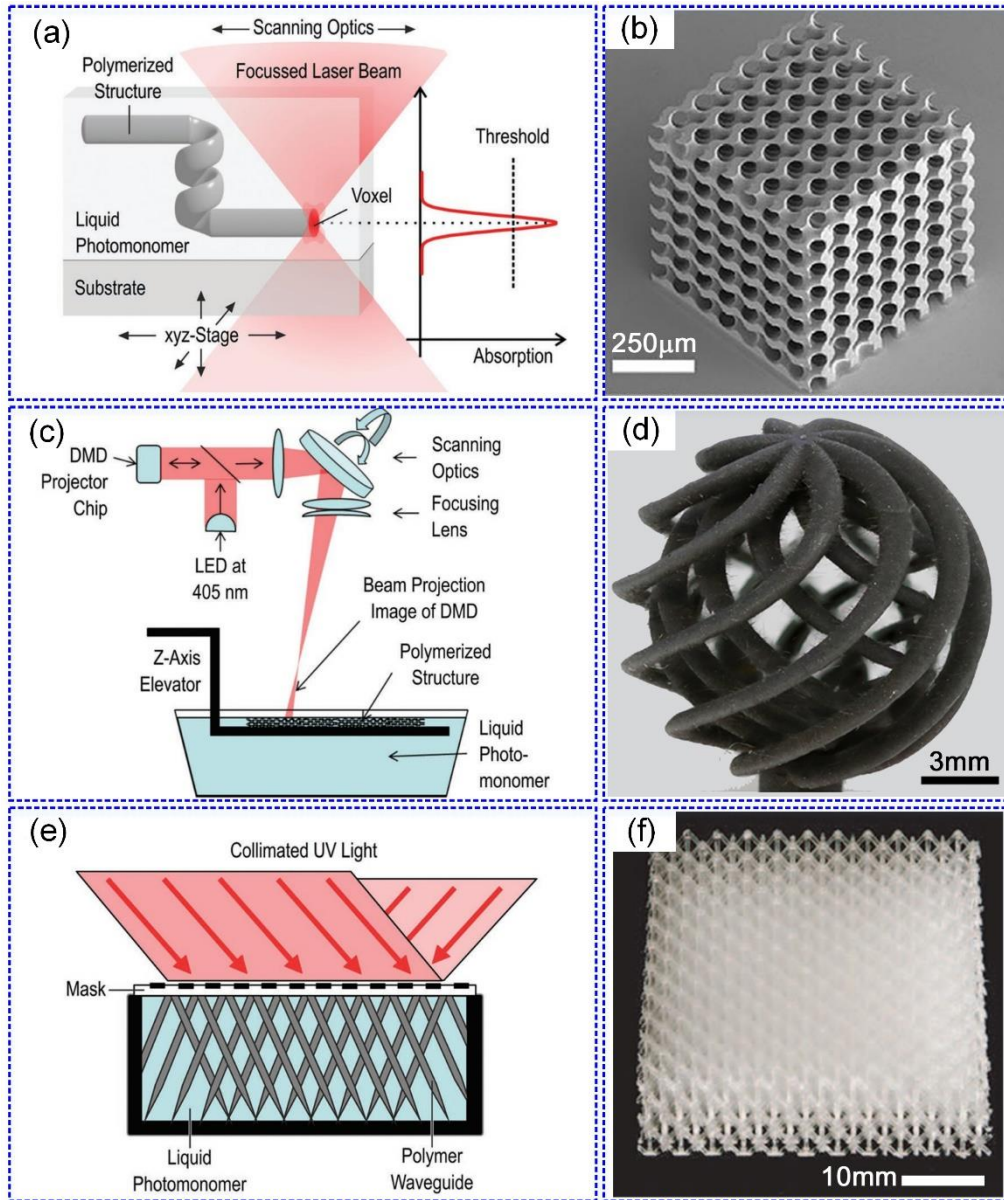 (a)
Scanning Optics
Focussed Laser Beam
Polymerized
Structure
Threshold
Voxel
Liquid
Photomonomer
Substrate
xyz-Stage
Absorption
(b)
250μm
(c)
DMD
Projector
Chip
Scanning
Optics
Focusing
Lens
LED at
405 nm
Beam Projection
Image of DMD
Z-Axis
Elevator
Polymerized
Structure
Liquid
Photo-
monomer
(d)
3mm
(e)
Collimated UV Light
Mask
Liquid
Photomonomer
Polymer
Waveguide
(f)
10mm